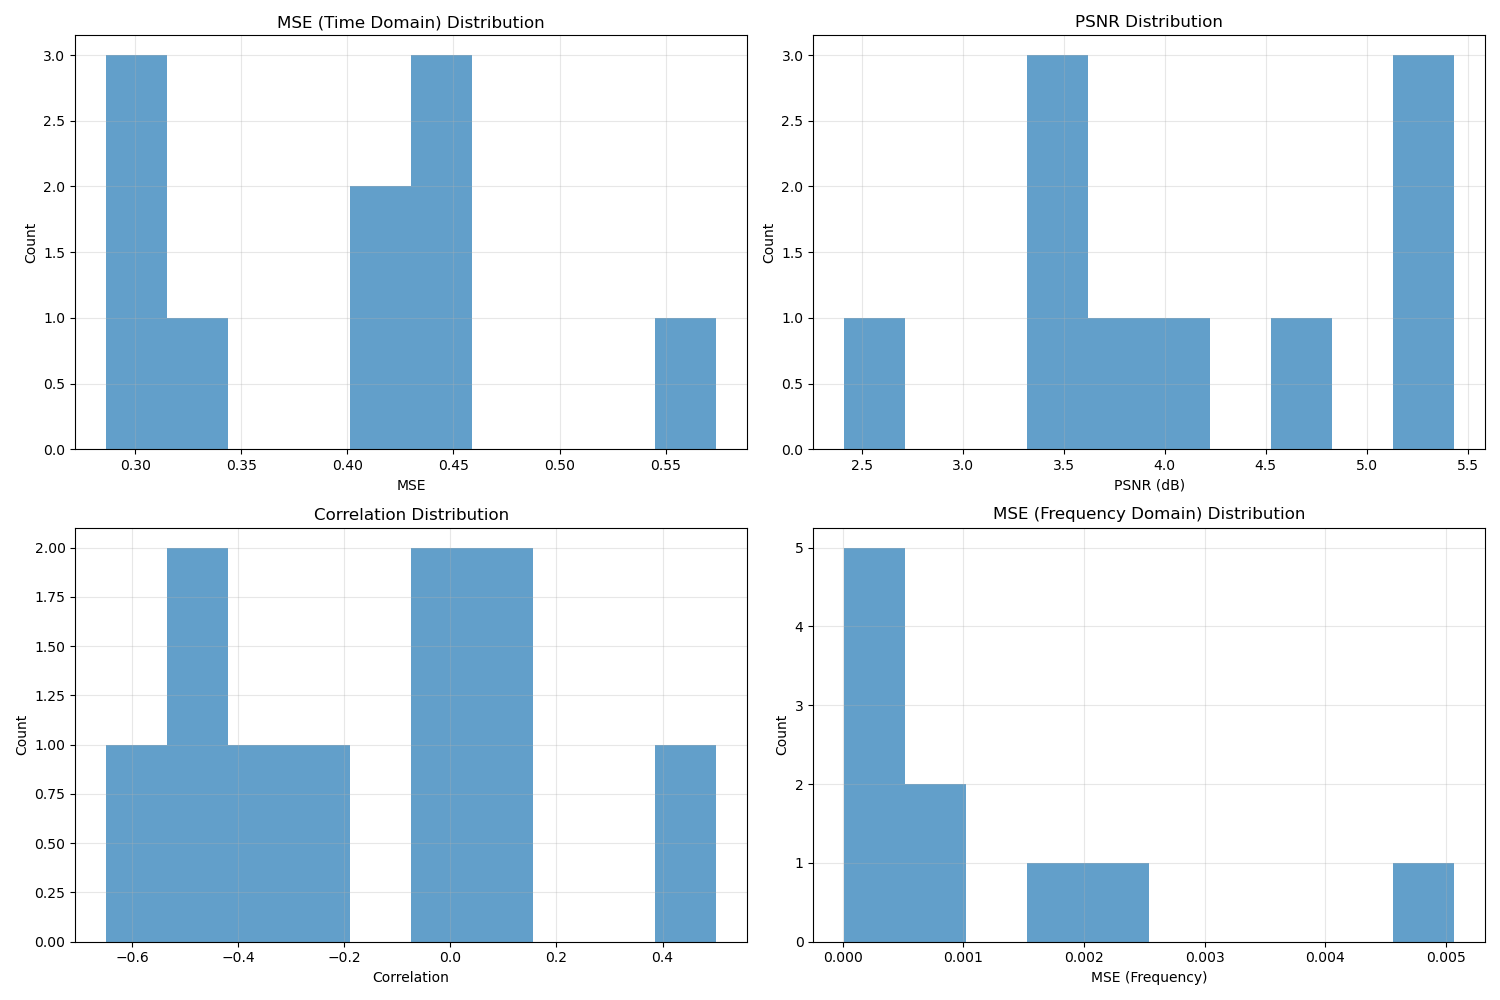 MSE (Time Domain) Distribution
3.0
2.5
2.0
1.5
1.0
0.5
0.0
Count
0.30 0.35 0.40 0.45 0.50 0.55
MSE
PSNR Distribution
3.0
2.5
2.0
1.5
1.0
0.5
0.0
Count
2.5 3.0 3.5 4.0 4.5 5.0 5.5
PSNR (dB)
Correlation Distribution
2.00
1.75
1.50
1.25
1.00
0.75
0.50
0.25
0.00
Count
−0.6 −0.4 −0.2 0.0 0.2 0.4
Correlation
MSE (Frequency Domain) Distribution
5
4
3
2
1
0
Count
0.000 0.001 0.002 0.003 0.004 0.005
MSE (Frequency)